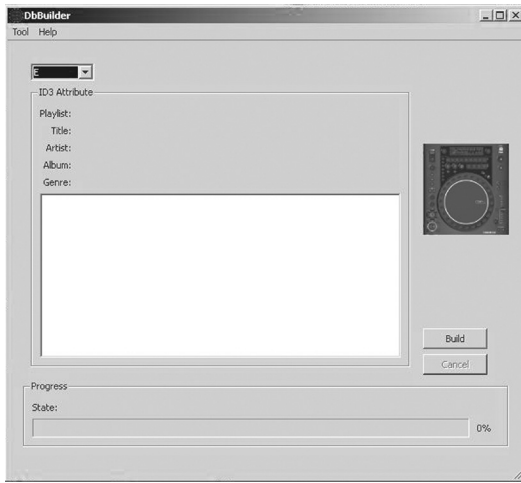 DbBuilder
Tool Help
E
ID3 Attribute
Playlist:
Title:
Artist:
Album:
Genre:
Build
Cancel
Progress
State:
0%